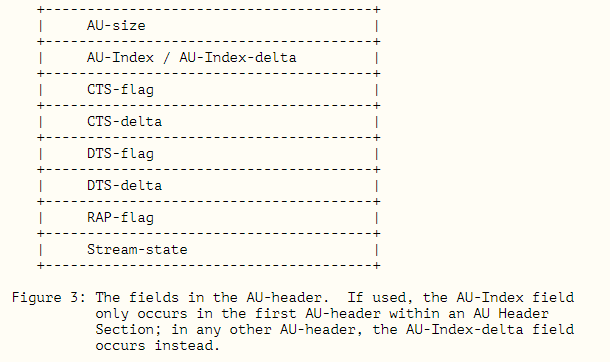 +---------------------------------------+
|     AU-size                           |
+---------------------------------------+
|     AU-Index / AU-Index-delta         |
+---------------------------------------+
|     CTS-flag                          |
+---------------------------------------+
|     CTS-delta                         |
+---------------------------------------+
|     DTS-flag                          |
+---------------------------------------+
|     DTS-delta                         |
+---------------------------------------+
|     RAP-flag                          |
+---------------------------------------+
|     Stream-state                      |
+---------------------------------------+
Figure 3: The fields in the AU-header.  If used, the AU-Index field
only occurs in the first AU-header within an AU Header
Section; in any other AU-header, the AU-Index-delta field
occurs instead.